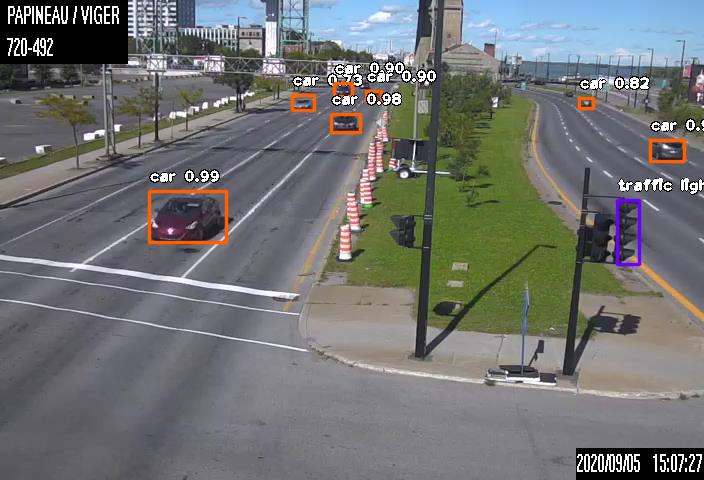 PAPINEAU / VIGER
720-492
car 0.90
car 0.73
car 0.90
car 0.82
car 0.98
car 0.9
car 0.99
traffic ligh
2020/09/05 15:07:27